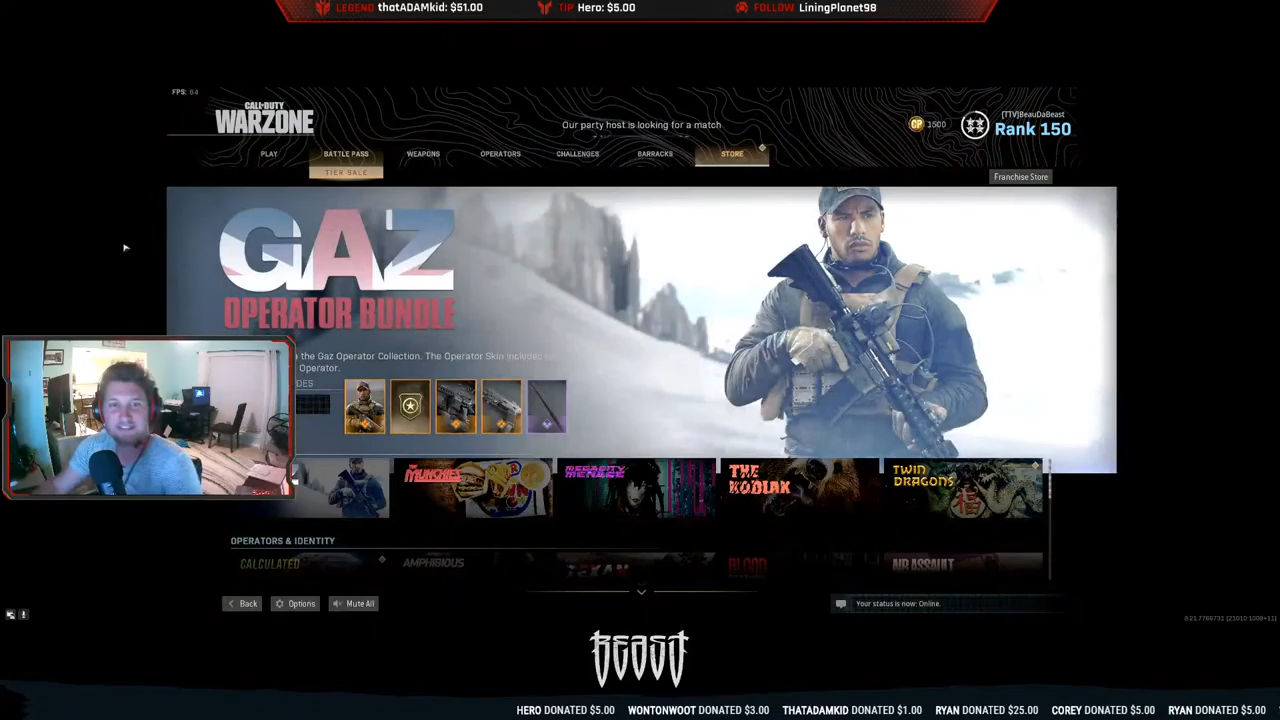 LEGEND thatADAMkid: $51.00
TIP Hero: $5.00
FOLLOW LiningPlanet98
FPS: 64
CALL OF DUTY
WARZONE
Our party host is looking for a match
CP 1500
[TTV]BeauDaBeast
Rank 150
PLAY
BATTLE PASS
WEAPONS
OPERATORS
CHALLENGES
BARRACKS
STORE
TIER SALE
Franchise Store
GAZ
OPERATOR BUNDLE
the Gaz Operator Collection. The Operator Skin includes
Operator.
DES
THE MUNCHIES
MEGACITY MENACE
THE KODIAK
TWIN DRAGONS
OPERATORS & IDENTITY
CALCULATED
AMPHIBIOUS
TEXAN
BLOOD
AIR ASSAULT
Back
Options
Mute All
Your status is now: Online.
BEAST
HERO DONATED $5.00
WONTONWOOT DONATED $3.00
THATADAMKID DONATED $1.00
RYAN DONATED $25.00
COREY DONATED $5.00
RYAN DONATED $5.00